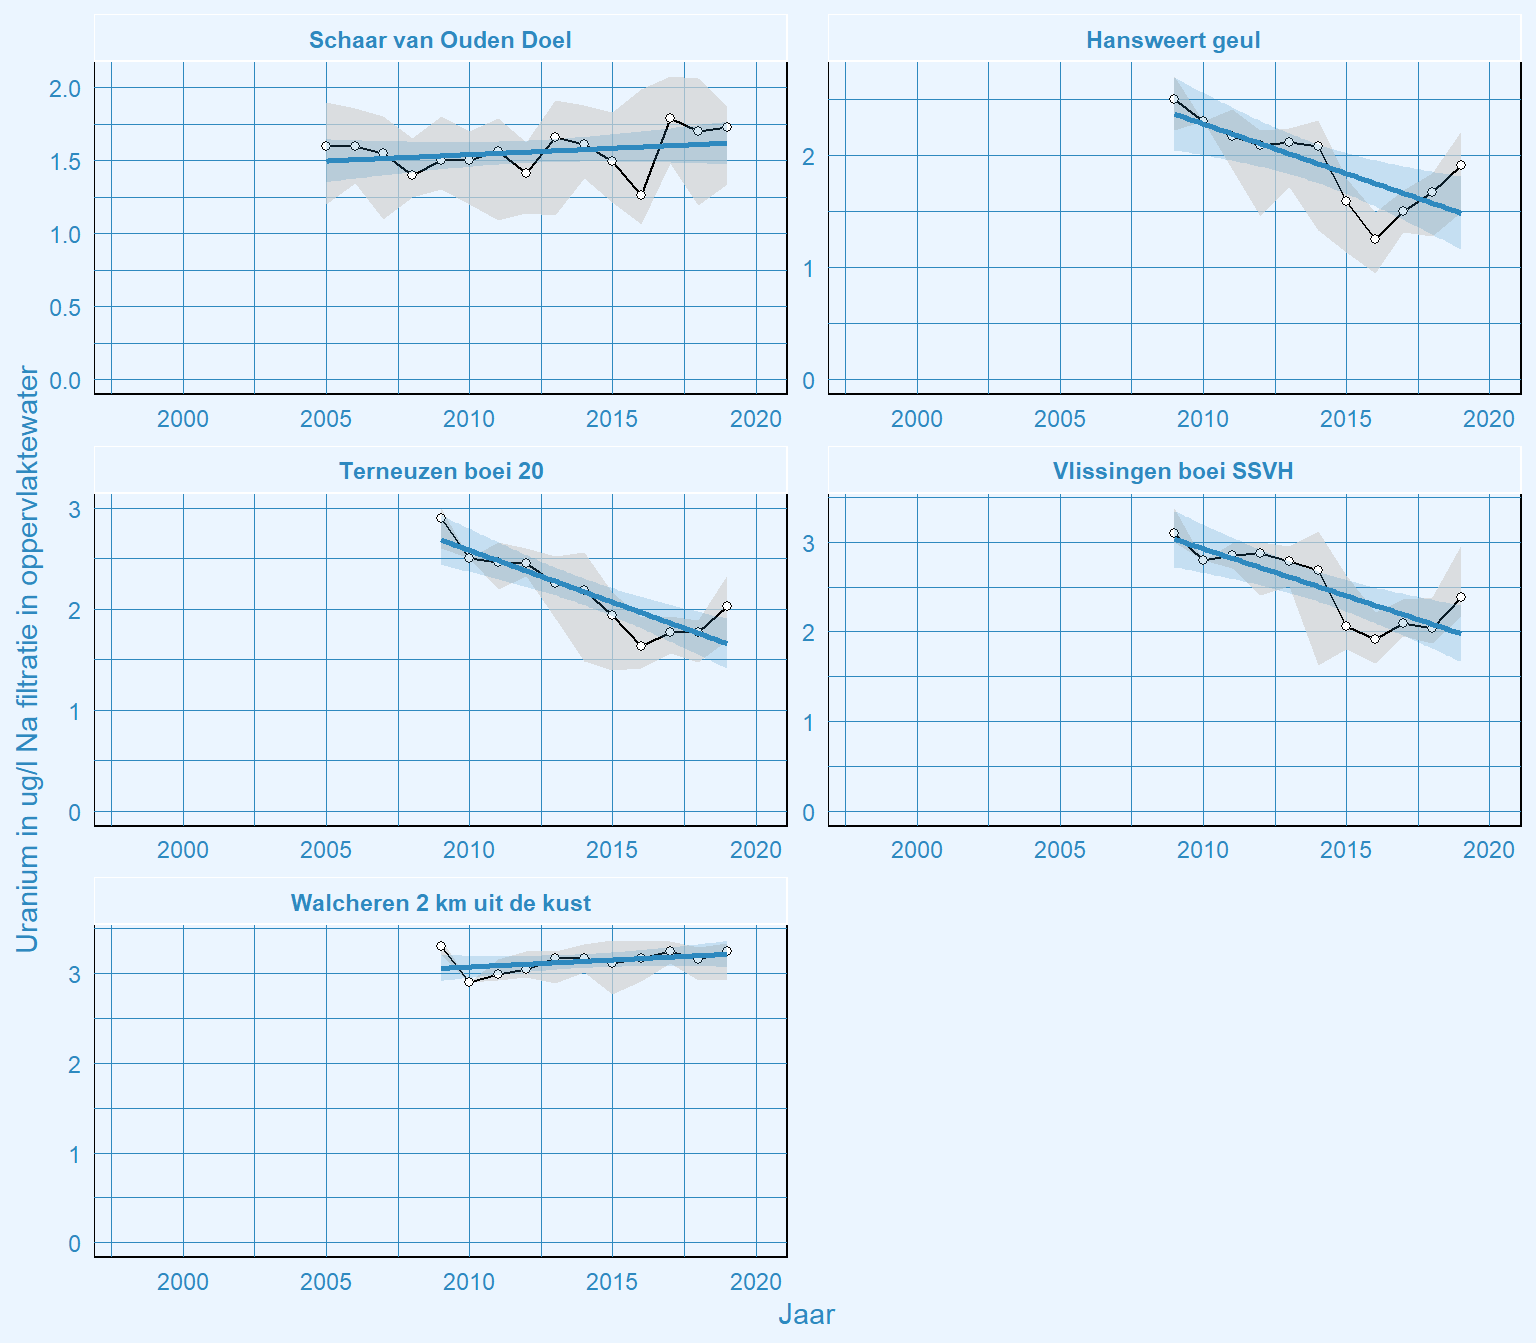 Schaar van Ouden Doel
Hansweert geul
2.0
1.5
1.0
0.5
0.0
2
1
0
2000 2005 2010 2015 2020
2000 2005 2010 2015 2020
Terneuzen boei 20
Vlissingen boei SSVH
3
2
1
0
3
2
1
0
2000 2005 2010 2015 2020
2000 2005 2010 2015 2020
Walcheren 2 km uit de kust
3
2
1
0
2000 2005 2010 2015 2020
Jaar
Uranium in ug/l Na filtratie in oppervlaktewater